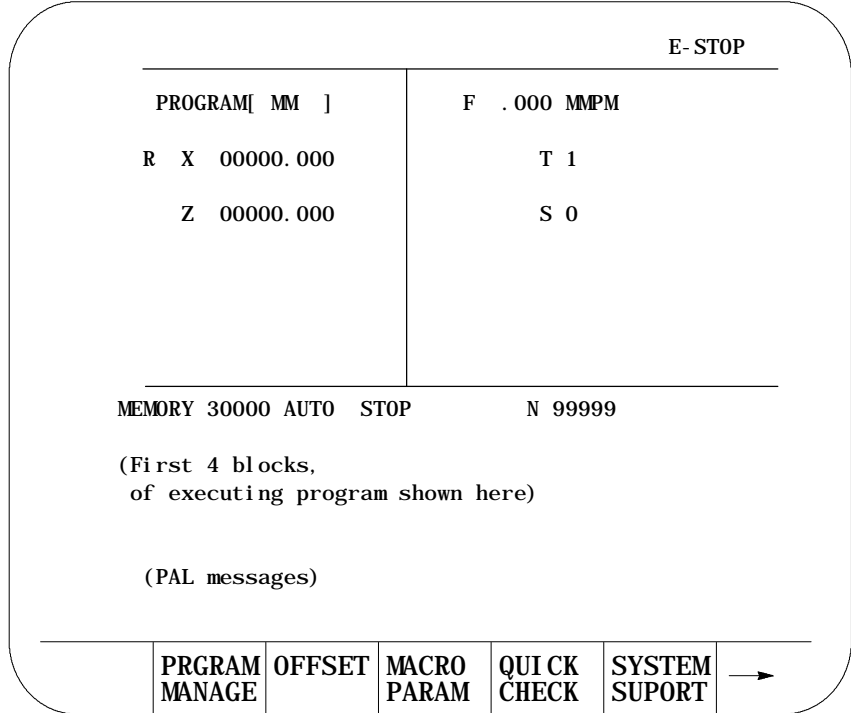 E-STOP
PROGRAM[ MM ] F .000 MMPM
R X 00000.000 T 1
Z 00000.000 S 0
MEMORY 30000 AUTO STOP N 99999
(First 4 blocks,
of executing program shown here)
(PAL messages)
PRGRAM OFFSET MACRO QUICK SYSTEM
MANAGE PARAM CHECK SUPORT